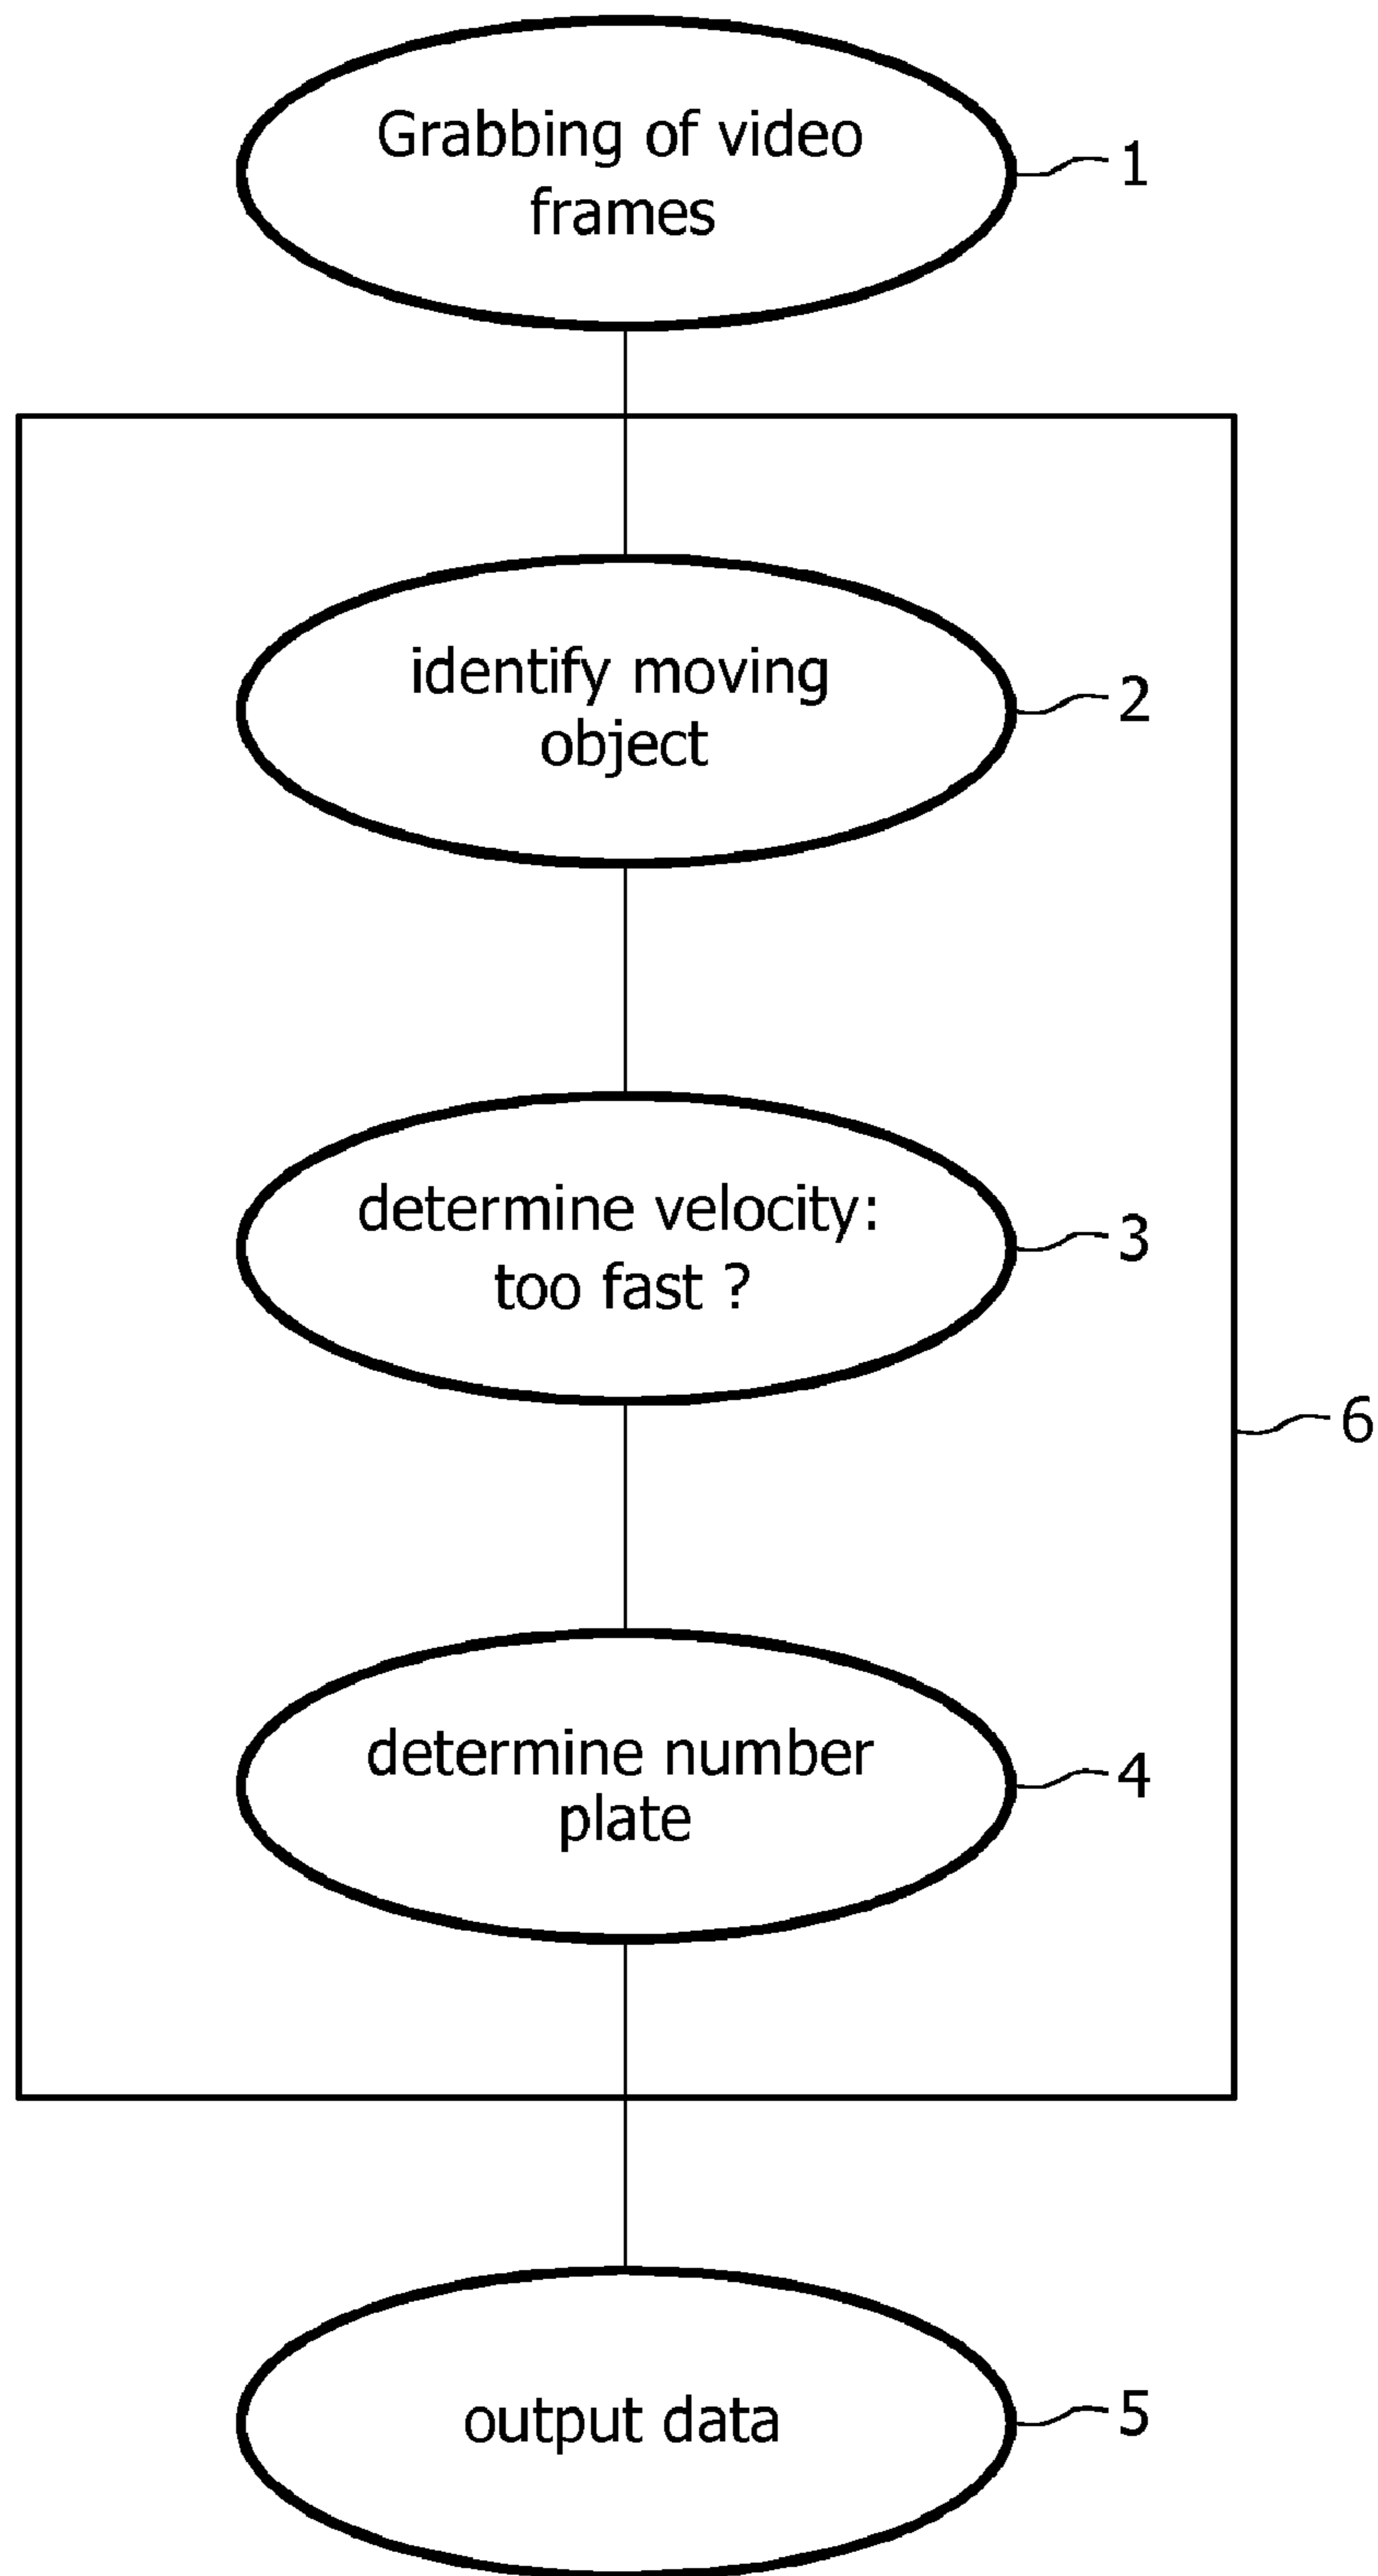 Grabbing of video
frames
1
identify moving
object
2
determine velocity:
too fast ?
3
6
determine number
plate
4
output data
5